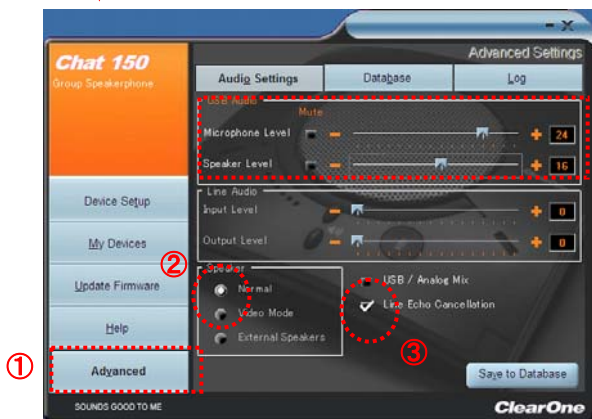 - X
Advanced Settings
Chat 150
Group Speakerphone
Audio Settings
Database
Log
USB Audio
Mute
Microphone Level - + 24
Speaker Level - + 16
Line Audio
Input Level - + 0
Output Level - + 0
Device Setup
My Devices
Update Firmware
Help
Advanced
②
Speaker
Normal
Video Mode
External Speakers
USB / Analog Mix
Line Echo Cancellation
③
①
Save to Database
SOUNDS GOOD TO ME
ClearOne